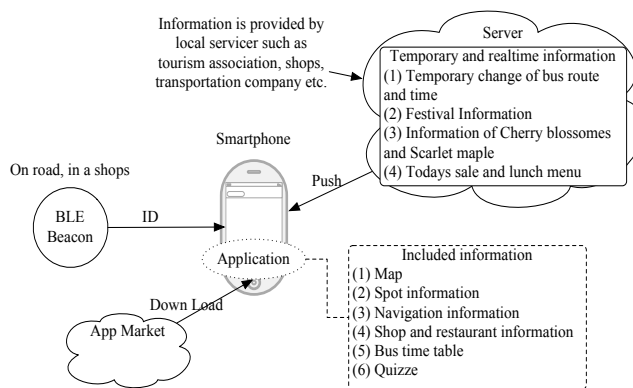 Information is provided by
local servicer such as
tourism association, shops,
transportation company etc.
Server
Temporary and realtime information
(1) Temporary change of bus route
and time
(2) Festival Information
(3) Information of Cherry blossomes
and Scarlet maple
(4) Todays sale and lunch menu
Smartphone
Push
On road, in a shops
BLE
Beacon
ID
Application
Down Load
App Market
Included information
(1) Map
(2) Spot information
(3) Navigation information
(4) Shop and restaurant information
(5) Bus time table
(6) Quizze